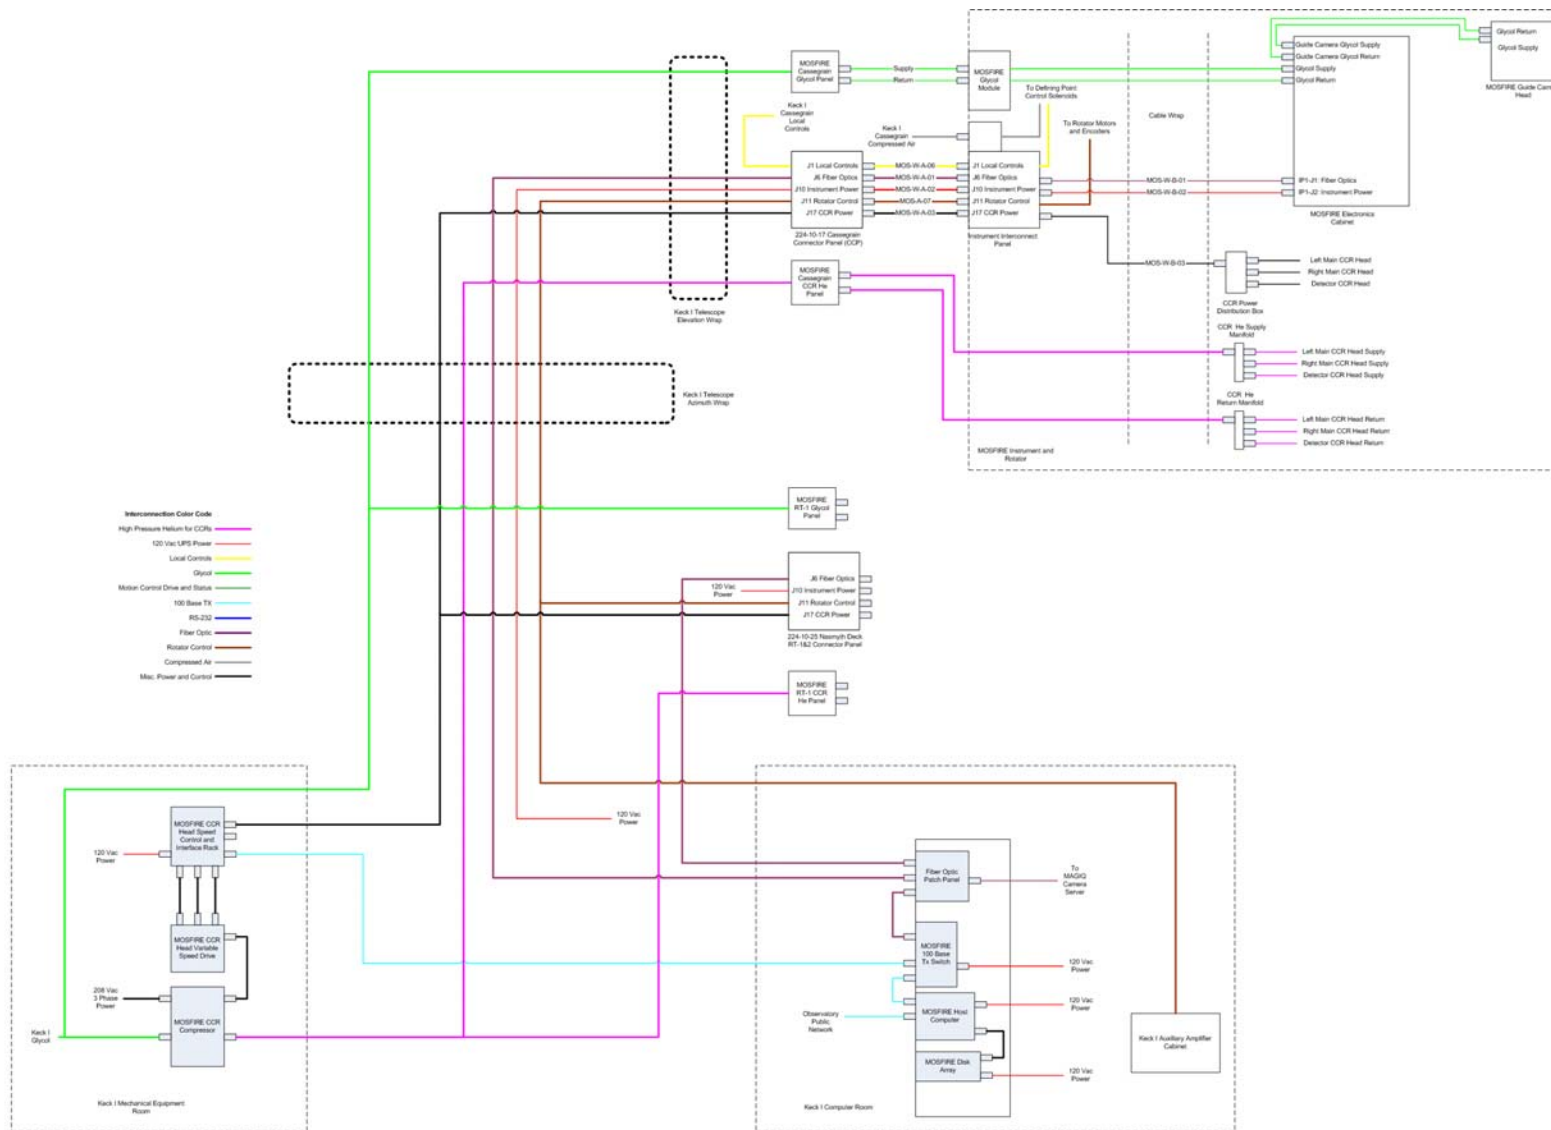 Glycol Return
Glycol Supply
MOSFIRE Guide Cam
Head
Guide Camera Glycol Supply
Guide Camera Glycol Return
Glycol Supply
Glycol Return
IP1-J1: Fiber Optics
IP1-J2: Instrument Power
MOSFIRE Electronics
Cabinet
MOSFIRE
Cassegrain
Glycol Panel
Supply
Return
MOSFIRE
Glycol
Module
To Defining Point
Control Solenoids
To Rotator Motors
and Encoders
Cable Wrap
Keck I
Cassegrain
Local
Controls
Keck I
Cassegrain
Compressed Air
J1 Local Controls
J6 Fiber Optics
J10 Instrument Power
J11 Rotator Control
J17 CCR Power
224-10-17 Cassegrain
Connector Panel (CCP)
MOS-W-A-06
MOS-W-A-01
MOS-W-A-02
MOS-A-07
MOS-W-A-03
J1 Local Controls
J6 Fiber Optics
J10 Instrument Power
J11 Rotator Control
J17 CCR Power
Instrument Interconnect
Panel
MOS-W-B-01
MOS-W-B-02
MOS-W-B-03
Left Main CCR Head
Right Main CCR Head
Detector CCR Head
CCR Power
Distribution Box
MOSFIRE
Cassegrain
CCR He
Panel
Keck I Telescope
Elevation Wrap
CCR He Supply
Manifold
Left Main CCR Head Supply
Right Main CCR Head Supply
Detector CCR Head Supply
Keck I Telescope
Azimuth Wrap
CCR He
Return Manifold
Left Main CCR Head Return
Right Main CCR Head Return
Detector CCR Head Return
MOSFIRE Instrument and
Rotator
Interconnection Color Code
High Pressure Helium for CCRs
120 Vac UPS Power
Local Controls
Glycol
Motion Control Drive and Status
100 Base TX
RS-232
Fiber Optic
Rotator Control
Compressed Air
Misc. Power and Control
MOSFIRE
RT-1 Glycol
Panel
120 Vac
Power
J6 Fiber Optics
J10 Instrument Power
J11 Rotator Control
J17 CCR Power
224-10-25 Nasmyth Deck
RT-1&2 Connector Panel
MOSFIRE
RT-1 CCR
He Panel
MOSFIRE CCR
Head Speed
Control and
Interface Rack
120 Vac
Power
MOSFIRE CCR
Head Variable
Speed Drive
208 Vac
3 Phase
Power
Keck I
Glycol
MOSFIRE CCR
Compressor
Keck I Mechanical Equipment
Room
120 Vac
Power
Fiber Optic
Patch Panel
To
MAGIQ
Camera
Server
MOSFIRE
100 Base
Tx Switch
120 Vac
Power
MOSFIRE Host
Computer
120 Vac
Power
Observatory
Public
Network
MOSFIRE Disk
Array
120 Vac
Power
Keck I Auxiliary Amplifier
Cabinet
Keck I Computer Room